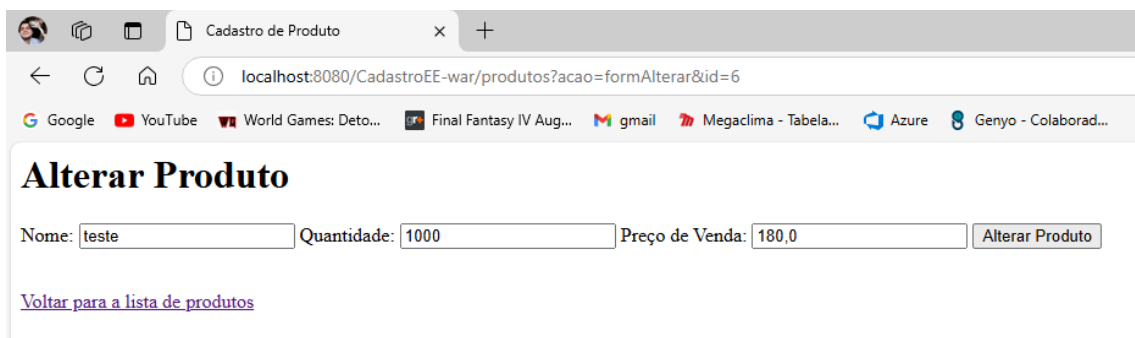 Cadastro de Produto
localhost:8080/CadastroEE-war/produtos?acao=formAlterar&id=6
Google YouTube World Games: Deto... Final Fantasy IV Aug... gmail Megaclima - Tabela... Azure Genyo - Colaborad...
Alterar Produto
Nome: teste Quantidade: 1000 Preço de Venda: 180,0 Alterar Produto
Voltar para a lista de produtos